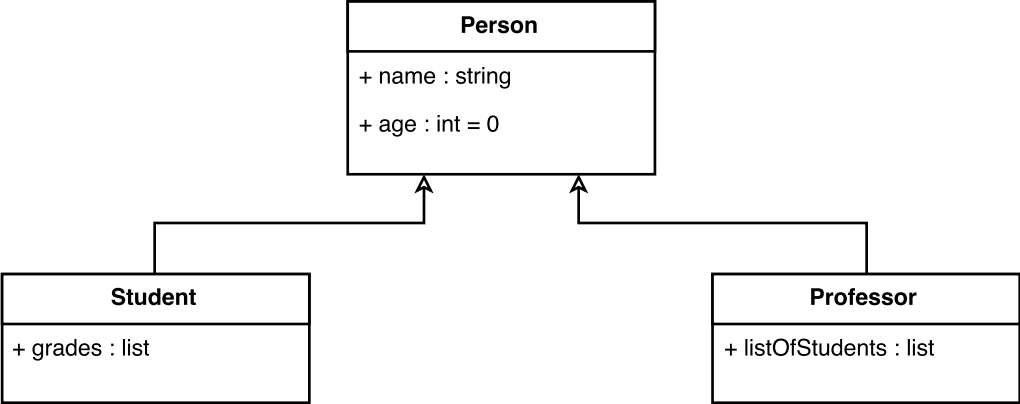 Person
+ name : string
+ age : int = 0
Student
+ grades : list
Professor
+ listOfStudents : list